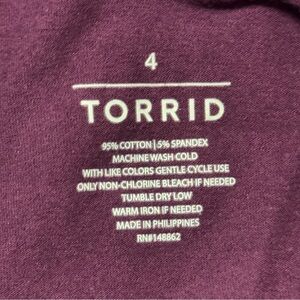 4
TORRID
95% COTTON | 5% SPANDEX
MACHINE WASH COLD
WITH LIKE COLORS GENTLE CYCLE USE
ONLY NON-CHLORINE BLEACH IF NEEDED
TUMBLE DRY LOW
WARM IRON IF NEEDED
MADE IN PHILIPPINES
RN#148862